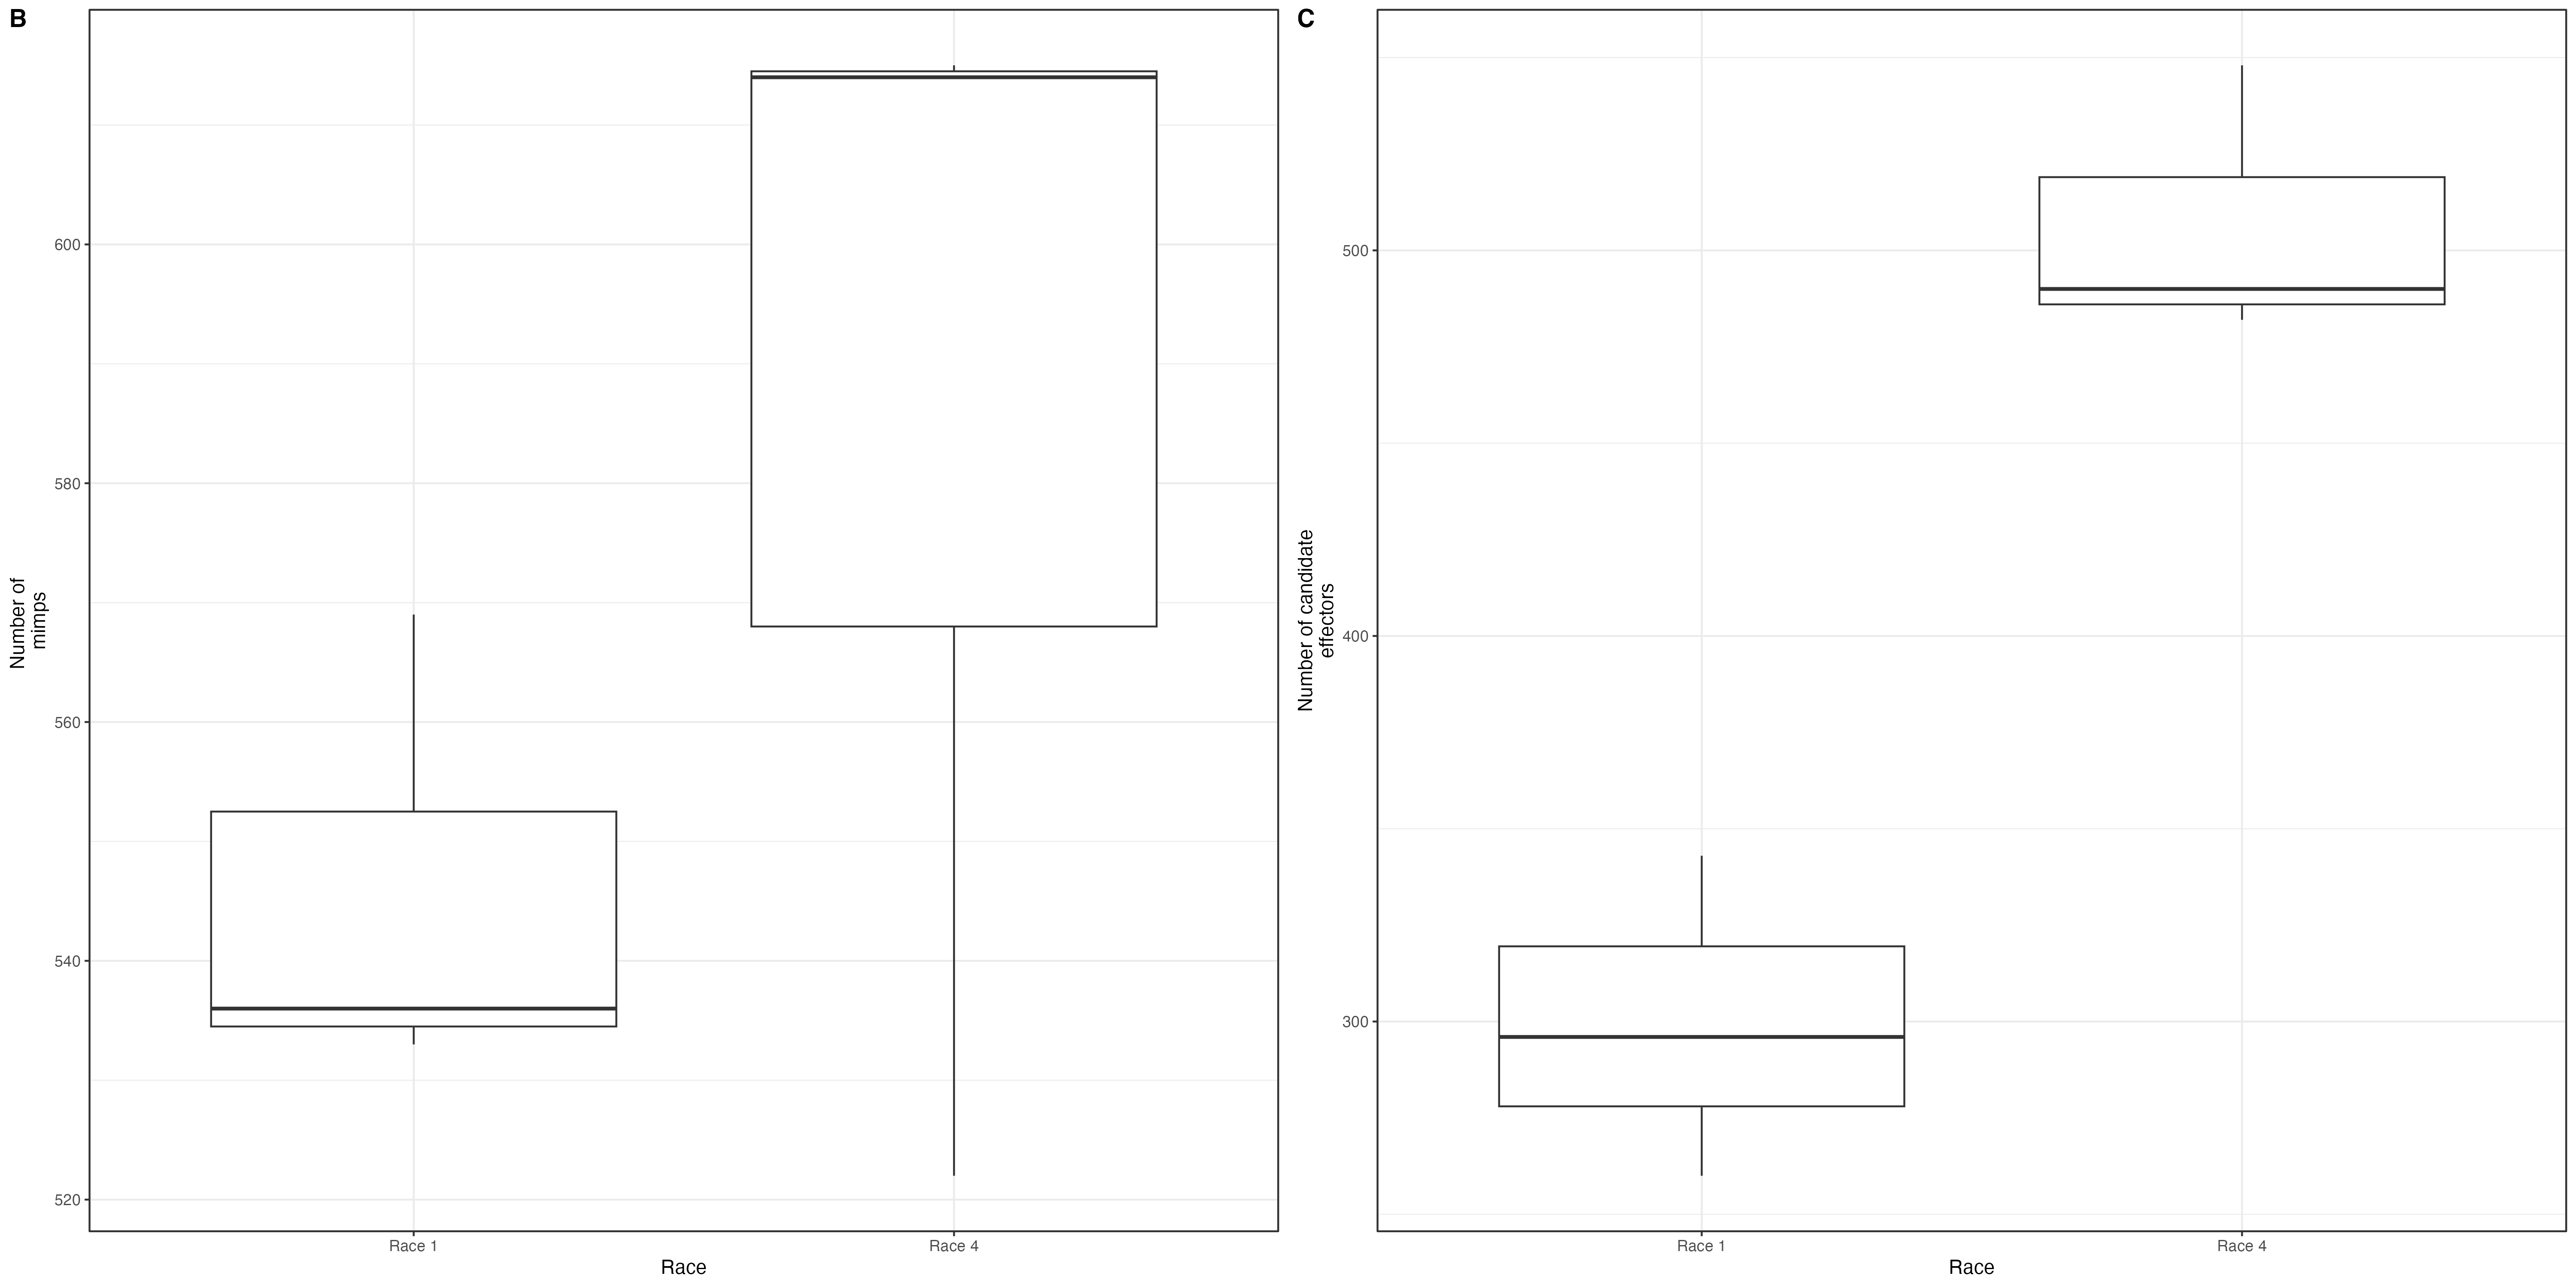 B
Number of
mimps
600
580
560
540
520
Race 1
Race 4
Race
C
Number of candidate
effectors
500
400
300
Race 1
Race 4
Race